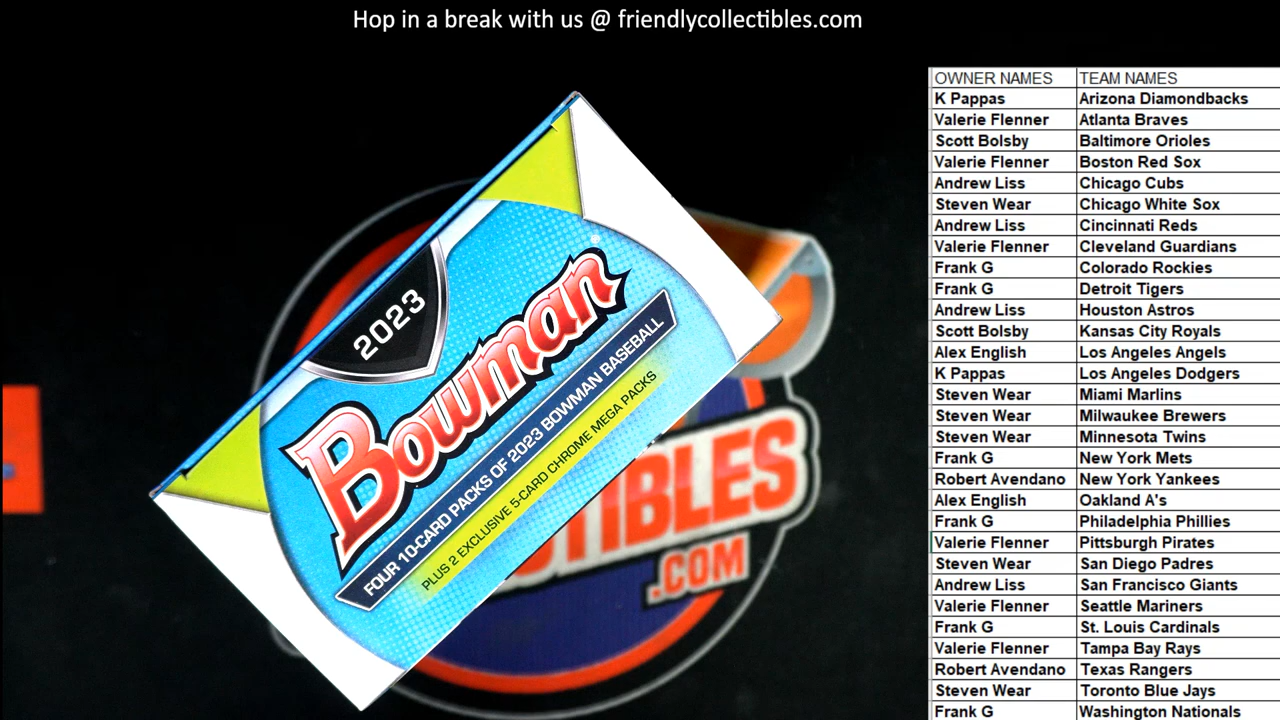 Hop in a break with us @ friendlycollectibles.com
2023
Bowman
FOUR 10-CARD PACKS OF 2023 BOWMAN BASEBALL
PLUS 2 EXCLUSIVE 5-CARD CHROME MEGA PACKS
TIBLES
.COM
OWNER NAMES TEAM NAMES
K Pappas Arizona Diamondbacks
Valerie Flenner Atlanta Braves
Scott Bolsby Baltimore Orioles
Valerie Flenner Boston Red Sox
Andrew Liss Chicago Cubs
Steven Wear Chicago White Sox
Andrew Liss Cincinnati Reds
Valerie Flenner Cleveland Guardians
Frank G Colorado Rockies
Frank G Detroit Tigers
Andrew Liss Houston Astros
Scott Bolsby Kansas City Royals
Alex English Los Angeles Angels
K Pappas Los Angeles Dodgers
Steven Wear Miami Marlins
Steven Wear Milwaukee Brewers
Steven Wear Minnesota Twins
Frank G New York Mets
Robert Avendano New York Yankees
Alex English Oakland A's
Frank G Philadelphia Phillies
Valerie Flenner Pittsburgh Pirates
Steven Wear San Diego Padres
Andrew Liss San Francisco Giants
Valerie Flenner Seattle Mariners
Frank G St. Louis Cardinals
Valerie Flenner Tampa Bay Rays
Robert Avendano Texas Rangers
Steven Wear Toronto Blue Jays
Frank G Washington Nationals